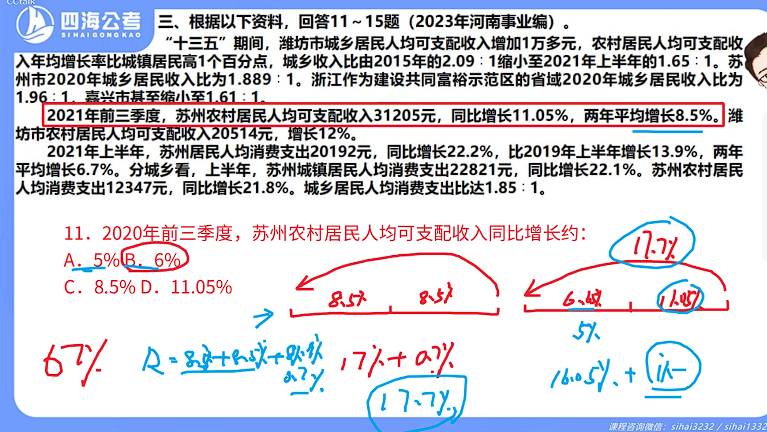 CCtalk
四海公考
SIHAIGONGKAO
三、根据以下资料，回答11～15题（2023年河南事业编）。
“十三五”期间，潍坊市城乡居民人均可支配收入增加1万多元，农村居民人均可支配收
入年均增长率比城镇居民高1个百分点，城乡收入比由2015年的2.09∶1缩小至2021年上半年的1.65∶1。苏
州市2020年城乡居民收入比为1.889∶1。浙江作为建设共同富裕示范区的省域2020年城乡居民收入比为
1.96∶1，嘉兴市甚至缩小至1.61∶1。
2021年前三季度，苏州农村居民人均可支配收入31205元，同比增长11.05%，两年平均增长8.5%。潍
坊市农村居民人均可支配收入20514元，增长12%。
2021年上半年，苏州居民人均消费支出20192元，同比增长22.2%，比2019年上半年增长13.9%，两年
平均增长6.7%。分城乡看，上半年，苏州城镇居民人均消费支出22821元，同比增长22.1%。苏州农村居民
人均消费支出12347元，同比增长21.8%。城乡居民人均消费支出比达1.85∶1。
11．2020年前三季度，苏州农村居民人均可支配收入同比增长约：
A．5% B．6%
C．8.5% D．11.05%
17.7%
8.5% 8.5%
11.05%
5%
67%
17%+0.7%
0.7%
17.7%
16.05%+
课程咨询微信：sihai3232 / sihai1332